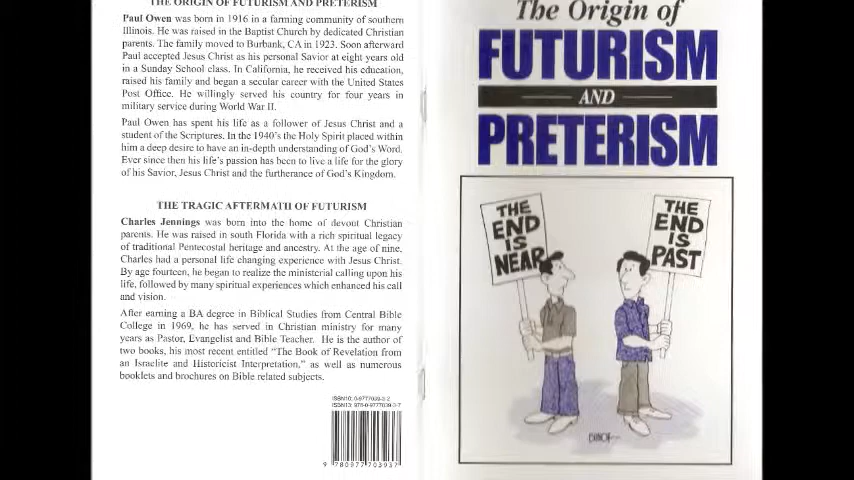 THE ORIGIN OF FUTURISM AND PRETERISM
Paul Owen was born in 1916 in a farming community of southern
Illinois. He was raised in the Baptist Church by dedicated Christian
parents. The family moved to Burbank, CA in 1923. Soon afterward
Paul accepted Jesus Christ as his personal Savior at eight years old
in a Sunday School class. In California, he received his education,
raised his family and began a secular career with the United States
Post Office. He willingly served his country for four years in
military service during World War II.
Paul Owen has spent his life as a follower of Jesus Christ and a
student of the Scriptures. In the 1940's the Holy Spirit placed within
him a deep desire to have an in-depth understanding of God's Word.
Ever since then his life's passion has been to live a life for the glory
of his Savior, Jesus Christ and the furtherance of God's Kingdom.
THE TRAGIC AFTERMATH OF FUTURISM
Charles Jennings was born into the home of devout Christian
parents. He was raised in south Florida with a rich spiritual legacy
of traditional Pentecostal heritage and ancestry. At the age of nine,
Charles had a personal life changing experience with Jesus Christ.
By age fourteen, he began to realize the ministerial calling upon his
life, followed by many spiritual experiences which enhanced his call
and vision.
After earning a BA degree in Biblical Studies from Central Bible
College in 1969, he has served in Christian ministry for many
years as Pastor, Evangelist and Bible Teacher. He is the author of
two books, his most recent entitled "The Book of Revelation from
an Israelite and Historicist Interpretation," as well as numerous
booklets and brochures on Bible related subjects.
9 780977 703937
The Origin of
FUTURISM
AND
PRETERISM
THE
END
IS
NEAR
THE
END
IS
PAST